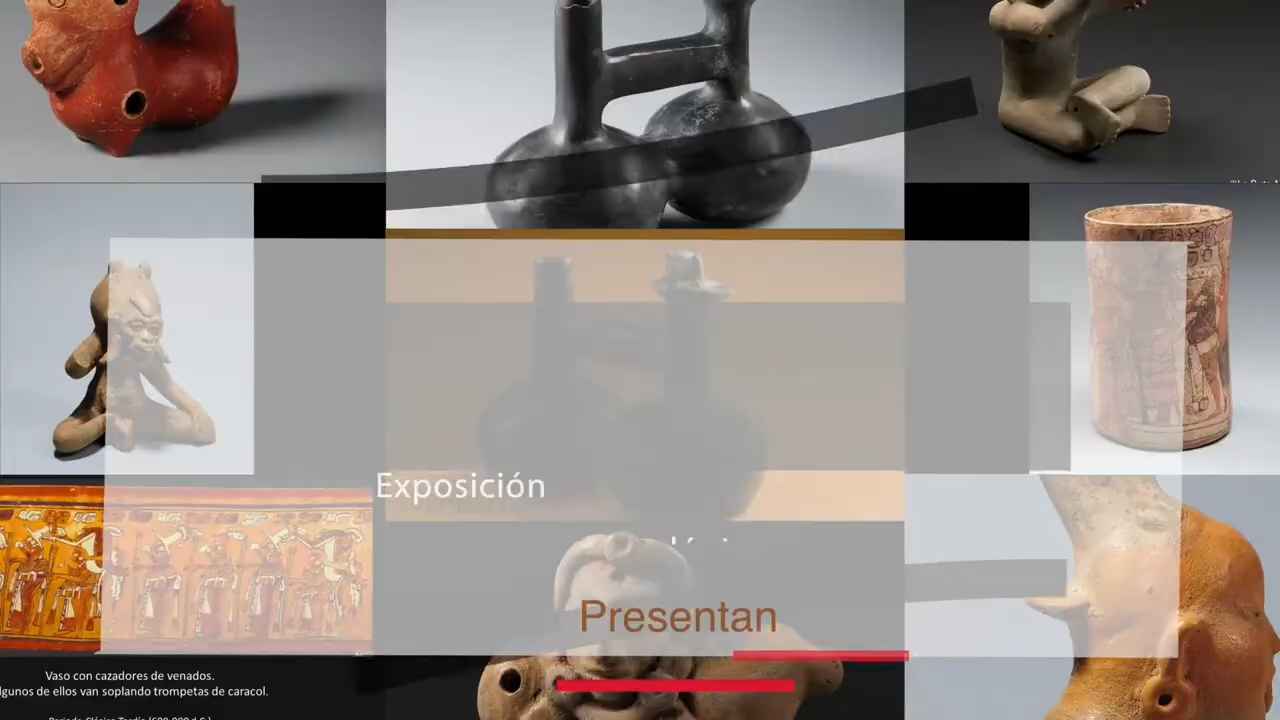 Exposición
Presentan
Vaso con cazadores de venados.
lgunos de ellos van soplando trompetas de caracol.